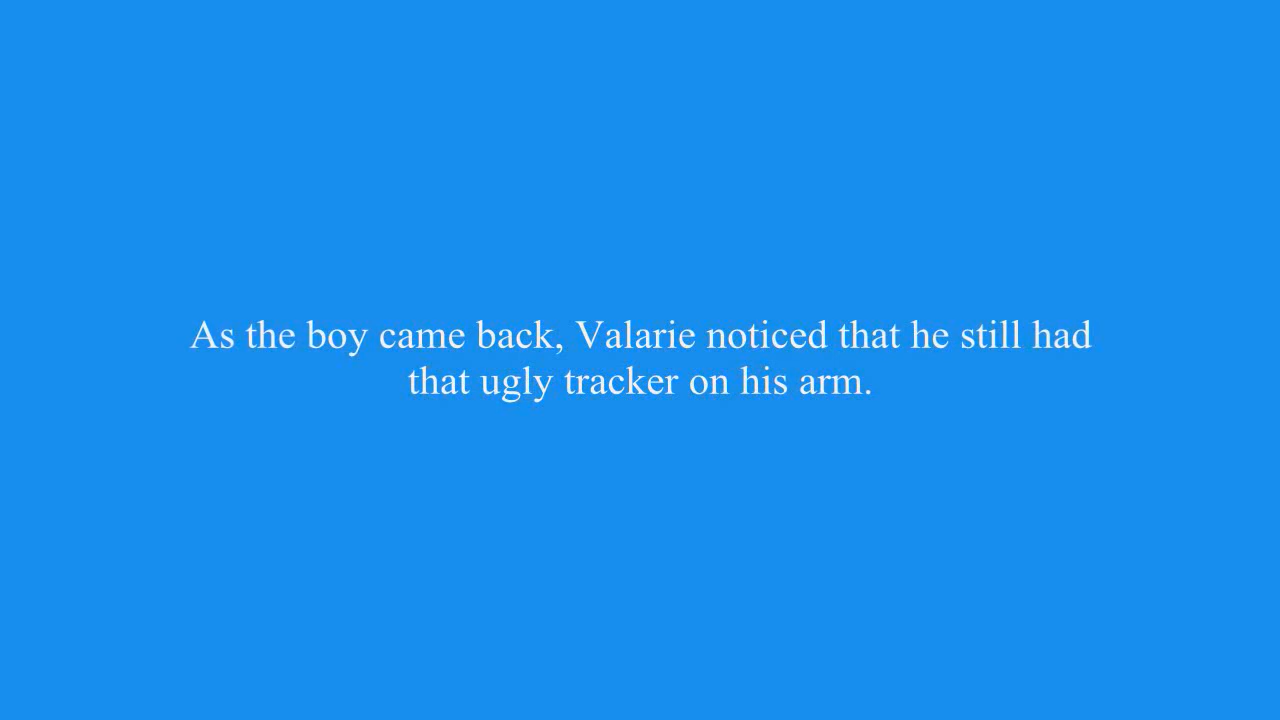 As the boy came back, Valarie noticed that he still had
that ugly tracker on his arm.